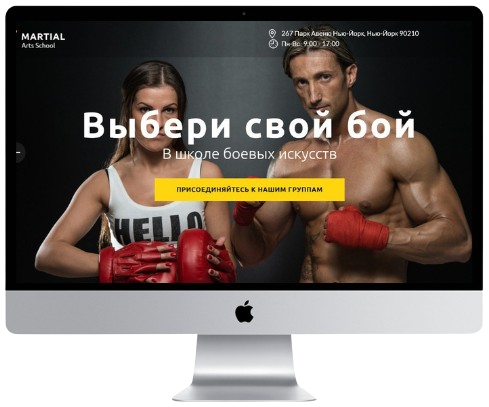 MARTIAL
Arts School
267 Парк Авеню Нью-Йорк, Нью-Йорк 90210
Пн-Вс: 9:00 - 17:00
Выбери свой бой
В школе боевых искусств
ПРИСОЕДИНЯЙТЕСЬ К НАШИМ ГРУППАМ
HELLO